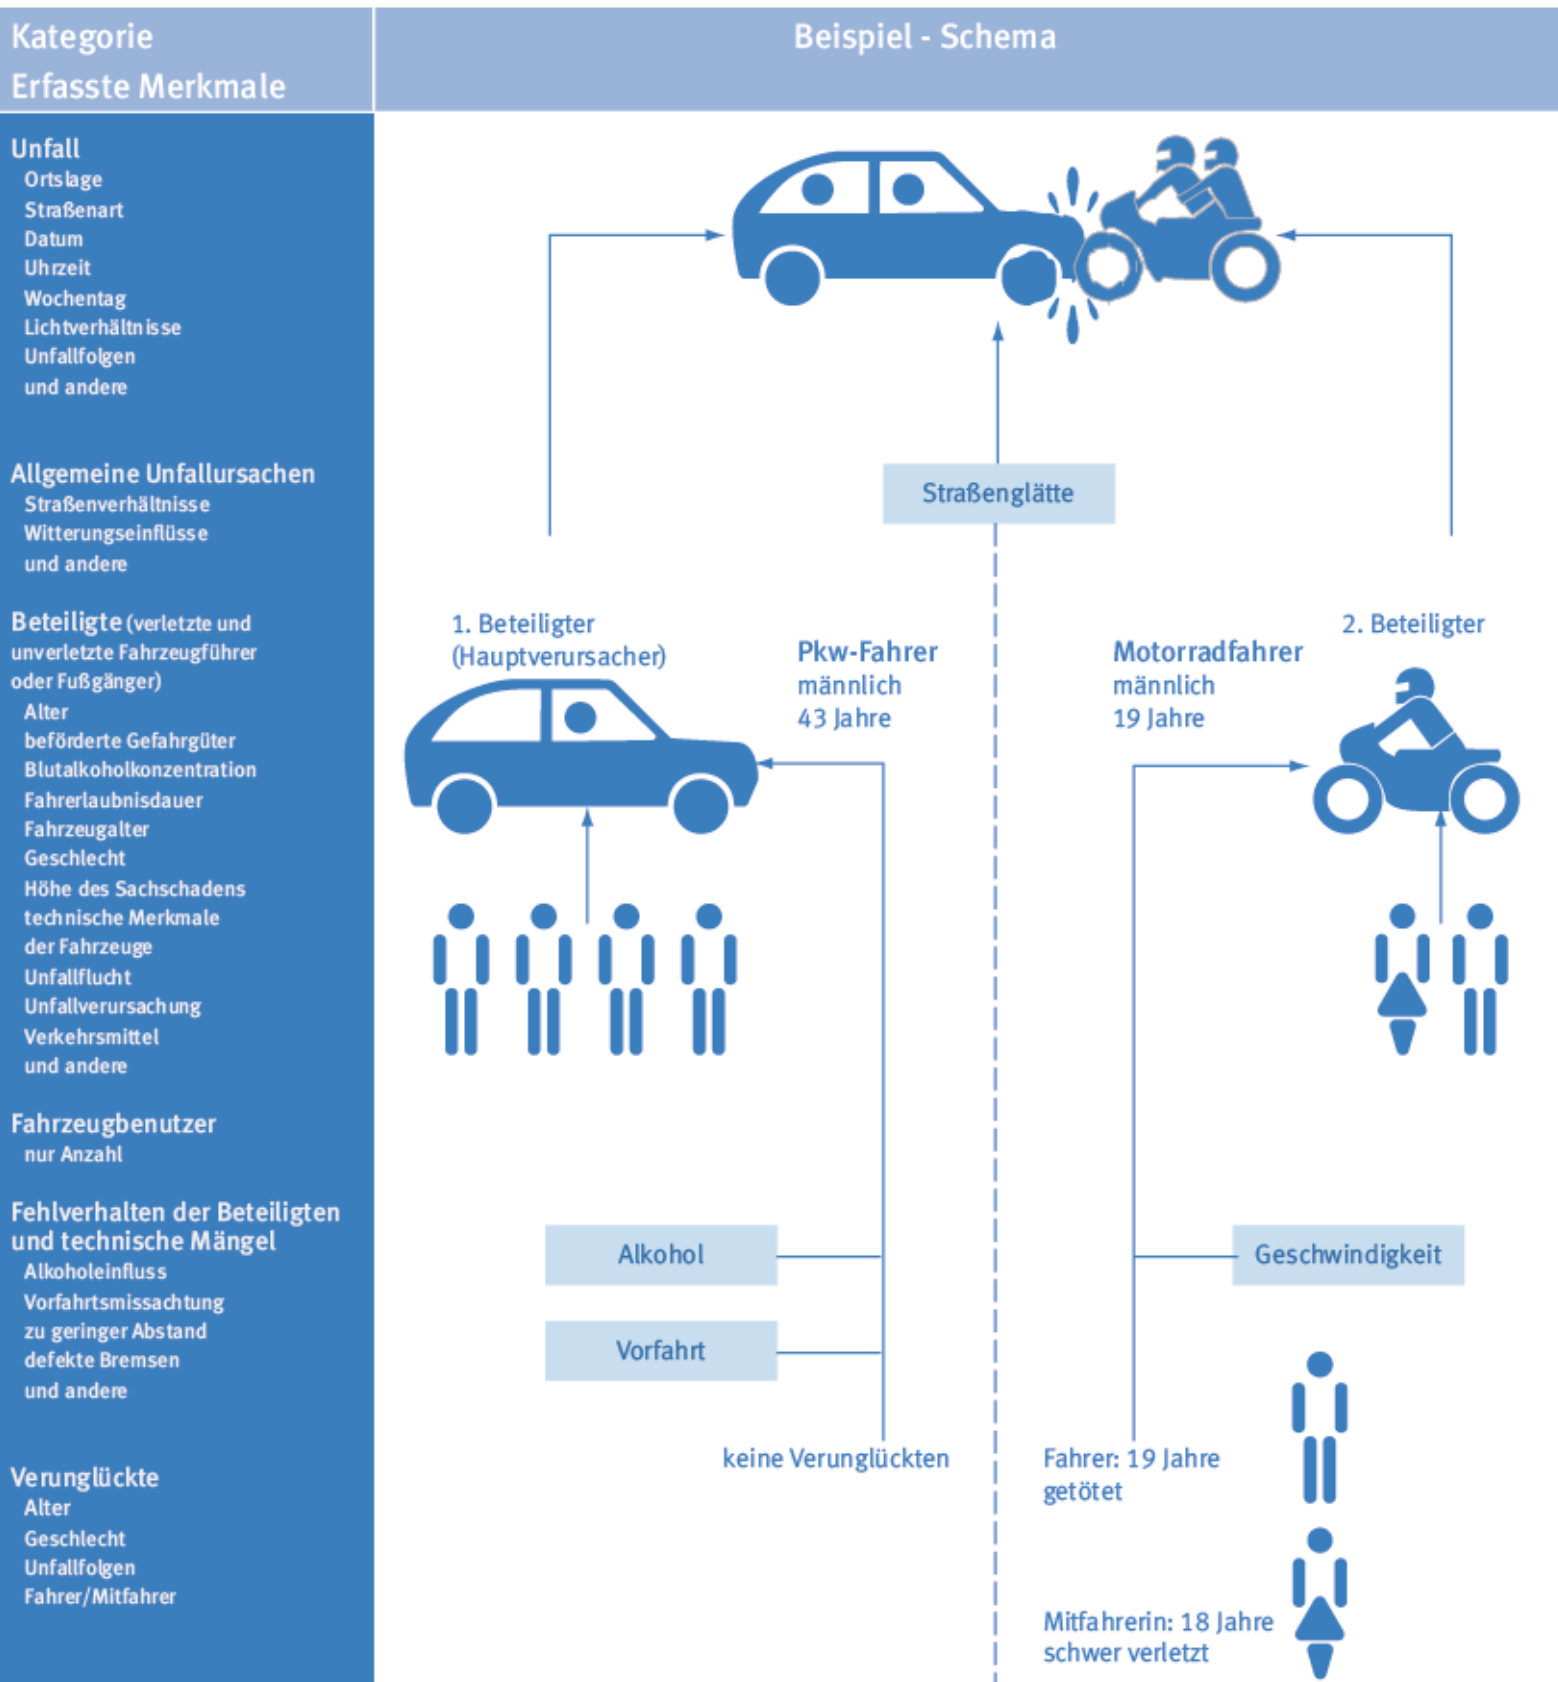 Kategorie
Erfasste Merkmale
Beispiel - Schema
Unfall
Ortslage
Straßenart
Datum
Uhrzeit
Wochentag
Lichtverhältnisse
Unfallfolgen
und andere
Allgemeine Unfallursachen
Straßenverhältnisse
Witterungseinflüsse
und andere
Beteiligte (verletzte und
unverletzte Fahrzeugführer
oder Fußgänger)
Alter
beförderte Gefahrgüter
Blutalkoholkonzentration
Fahrerlaubnisdauer
Fahrzeugalter
Geschlecht
Höhe des Sachschadens
technische Merkmale
der Fahrzeuge
Unfallflucht
Unfallverursachung
Verkehrsmittel
und andere
Fahrzeugbenutzer
nur Anzahl
Fehlverhalten der Beteiligten
und technische Mängel
Alkoholeinfluss
Vorfahrtsmissachtung
zu geringer Abstand
defekte Bremsen
und andere
Verunglückte
Alter
Geschlecht
Unfallfolgen
Fahrer/Mitfahrer
Straßenglätte
1. Beteiligter
(Hauptverursacher)
Pkw-Fahrer
männlich
43 Jahre
Motorradfahrer
männlich
19 Jahre
2. Beteiligter
Alkohol
Vorfahrt
keine Verunglückten
Geschwindigkeit
Fahrer: 19 Jahre
getötet
Mitfahrerin: 18 Jahre
schwer verletzt